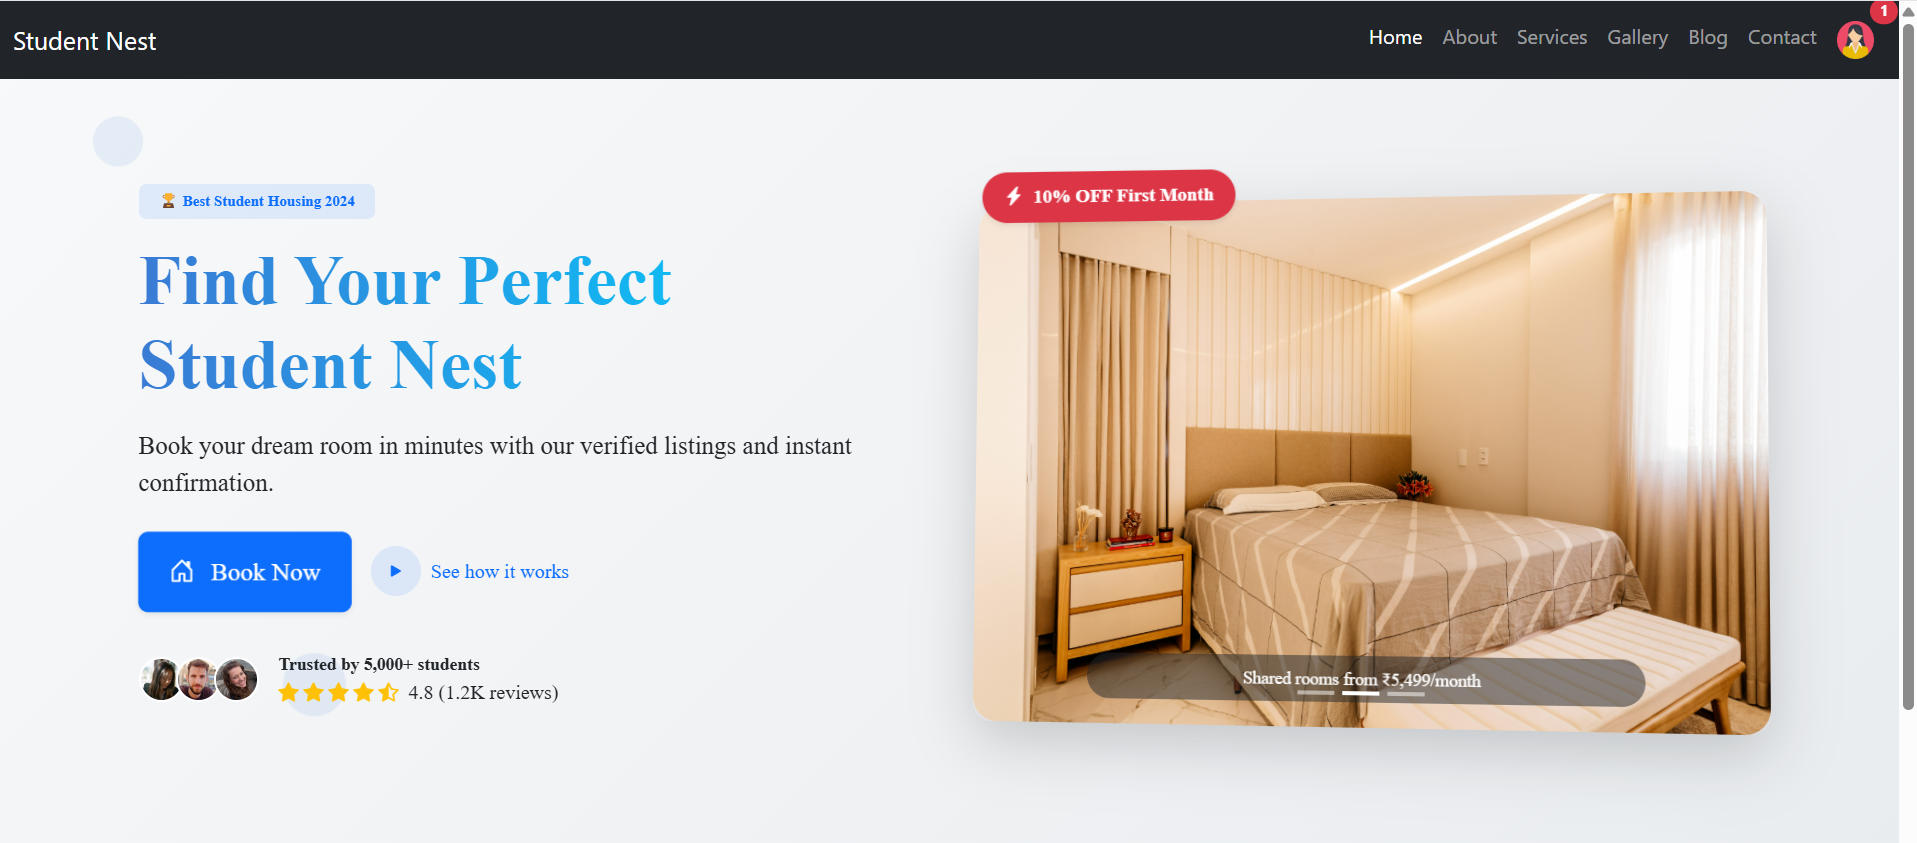 Student Nest
Home About Services Gallery Blog Contact
1
🏆 Best Student Housing 2024
Find Your Perfect
Student Nest
Book your dream room in minutes with our verified listings and instant
confirmation.
Book Now
See how it works
Trusted by 5,000+ students
4.8 (1.2K reviews)
10% OFF First Month
Shared rooms from ₹5,499/month